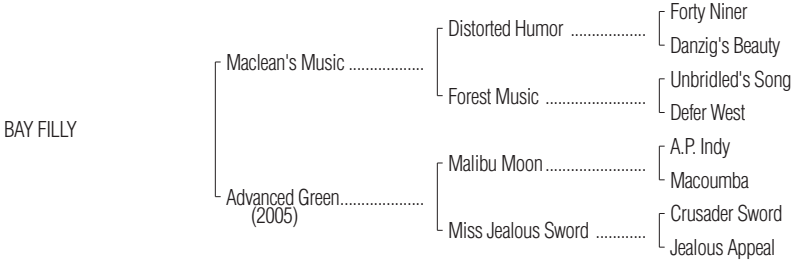 Forty Niner
Distorted Humor ..................
Danzig's Beauty
Maclean's Music ..................
Unbridled's Song
Forest Music ........................
Defer West
BAY FILLY
A.P. Indy
Malibu Moon ........................
Macoumba
Advanced Green....................
(2005)
Crusader Sword
Miss Jealous Sword ............
Jealous Appeal